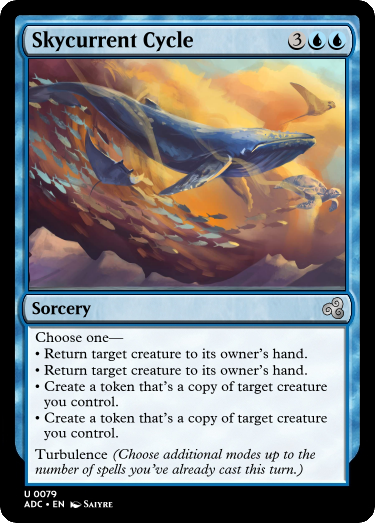 Skycurrent Cycle 3
Sorcery
Choose one—
• Return target creature to its owner's hand.
• Return target creature to its owner's hand.
• Create a token that's a copy of target creature
you control.
• Create a token that's a copy of target creature
you control.
Turbulence (Choose additional modes up to the
number of spells you've already cast this turn.)
U 0079
ADC • EN Saiyre